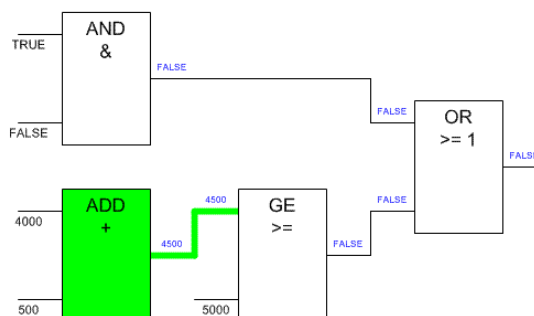 AND
&
TRUE
FALSE
FALSE
FALSE
OR
>= 1
FALSE
ADD
+
4000
500
4500
4500
GE
>=
5000
FALSE
FALSE